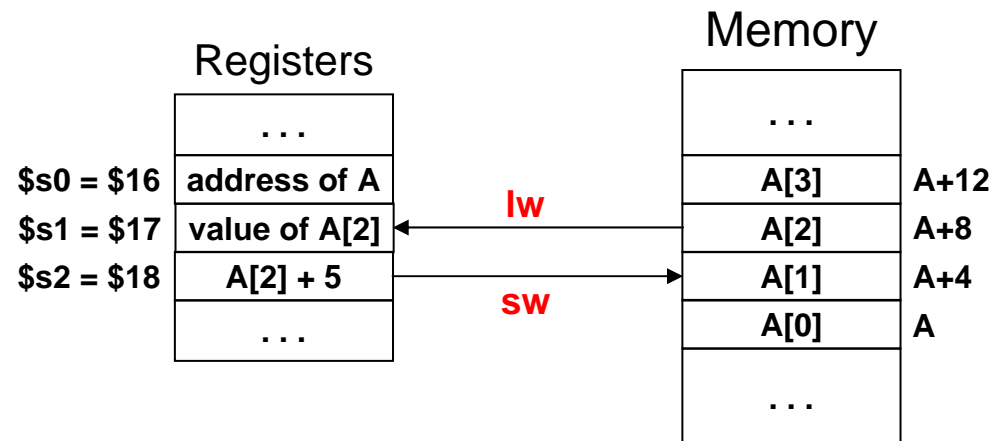 Registers
. . .
$s0 = $16 address of A
$s1 = $17 value of A[2]
$s2 = $18 A[2] + 5
. . .
lw
sw
Memory
. . .
A[3] A+12
A[2] A+8
A[1] A+4
A[0] A
. . .